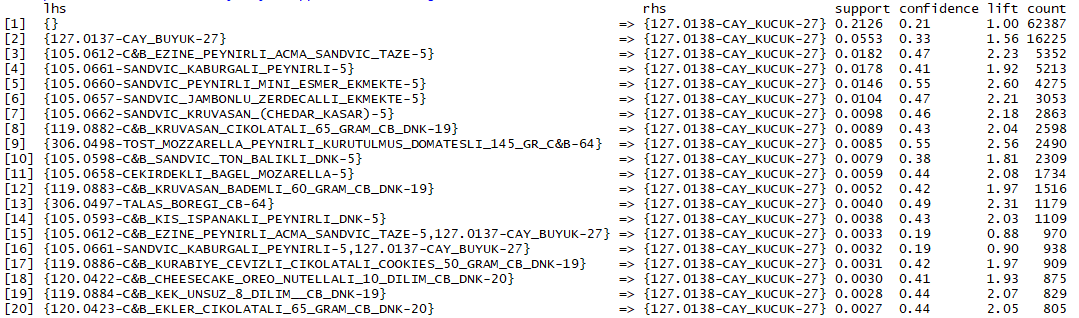 lhs rhs support confidence lift count
[1] {} => {127.0138-CAY_KUCUK-27} 0.2126 0.21 1.00 62387
[2] {127.0137-CAY_BUYUK-27} => {127.0138-CAY_KUCUK-27} 0.0553 0.33 1.56 16225
[3] {105.0612-C&B_EZINE_PEYNIRLI_ACMA_SANDVIC_TAZE-5} => {127.0138-CAY_KUCUK-27} 0.0182 0.47 2.23 5352
[4] {105.0661-SANDVIC_KABURGALI_PEYNIRLI-5} => {127.0138-CAY_KUCUK-27} 0.0178 0.41 1.92 5213
[5] {105.0660-SANDVIC_PEYNIRLI_MINI_ESMER_EKMEKTE-5} => {127.0138-CAY_KUCUK-27} 0.0146 0.55 2.60 4275
[6] {105.0657-SANDVIC_JAMBONLU_ZERDECALLI_EKMEKTE-5} => {127.0138-CAY_KUCUK-27} 0.0104 0.47 2.21 3053
[7] {105.0662-SANDVIC_KRUVASAN_(CHEDAR_KASAR)-5} => {127.0138-CAY_KUCUK-27} 0.0098 0.46 2.18 2863
[8] {119.0882-C&B_KRUVASAN_CIKOLATALI_65_GRAM_CB_DNK-19} => {127.0138-CAY_KUCUK-27} 0.0089 0.43 2.04 2598
[9] {306.0498-TOST_MOZZARELLA_PEYNIRLI_KURUTULMUS_DOMATESLI_145_GR_C&B-64} => {127.0138-CAY_KUCUK-27} 0.0085 0.55 2.56 2490
[10] {105.0598-C&B_SANDVIC_TON_BALIKLI_DNK-5} => {127.0138-CAY_KUCUK-27} 0.0079 0.38 1.81 2309
[11] {105.0658-CEKIRDEKLI_BAGEL_MOZARELLA-5} => {127.0138-CAY_KUCUK-27} 0.0059 0.44 2.08 1734
[12] {119.0883-C&B_KRUVASAN_BADEMLI_60_GRAM_CB_DNK-19} => {127.0138-CAY_KUCUK-27} 0.0052 0.42 1.97 1516
[13] {306.0497-TALAS_BOREGI_CB-64} => {127.0138-CAY_KUCUK-27} 0.0040 0.49 2.31 1179
[14] {105.0593-C&B_KIS_ISPANAKLI_PEYNIRLI_DNK-5} => {127.0138-CAY_KUCUK-27} 0.0038 0.43 2.03 1109
[15] {105.0612-C&B_EZINE_PEYNIRLI_ACMA_SANDVIC_TAZE-5,127.0137-CAY_BUYUK-27} => {127.0138-CAY_KUCUK-27} 0.0033 0.19 0.88 970
[16] {105.0661-SANDVIC_KABURGALI_PEYNIRLI-5,127.0137-CAY_BUYUK-27} => {127.0138-CAY_KUCUK-27} 0.0032 0.19 0.90 938
[17] {119.0886-C&B_KURABIYE_CEVIZLI_CIKOLATALI_COOKIES_50_GRAM_CB_DNK-19} => {127.0138-CAY_KUCUK-27} 0.0031 0.42 1.97 909
[18] {120.0422-C&B_CHEESECAKE_OREO_NUTELLALI_10_DILIM_CB_DNK-20} => {127.0138-CAY_KUCUK-27} 0.0030 0.41 1.93 875
[19] {119.0884-C&B_KEK_UNSUZ_8_DILIM__CB_DNK-19} => {127.0138-CAY_KUCUK-27} 0.0028 0.44 2.07 829
[20] {120.0423-C&B_EKLER_CIKOLATALI_65_GRAM_CB_DNK-20} => {127.0138-CAY_KUCUK-27} 0.0027 0.44 2.05 805